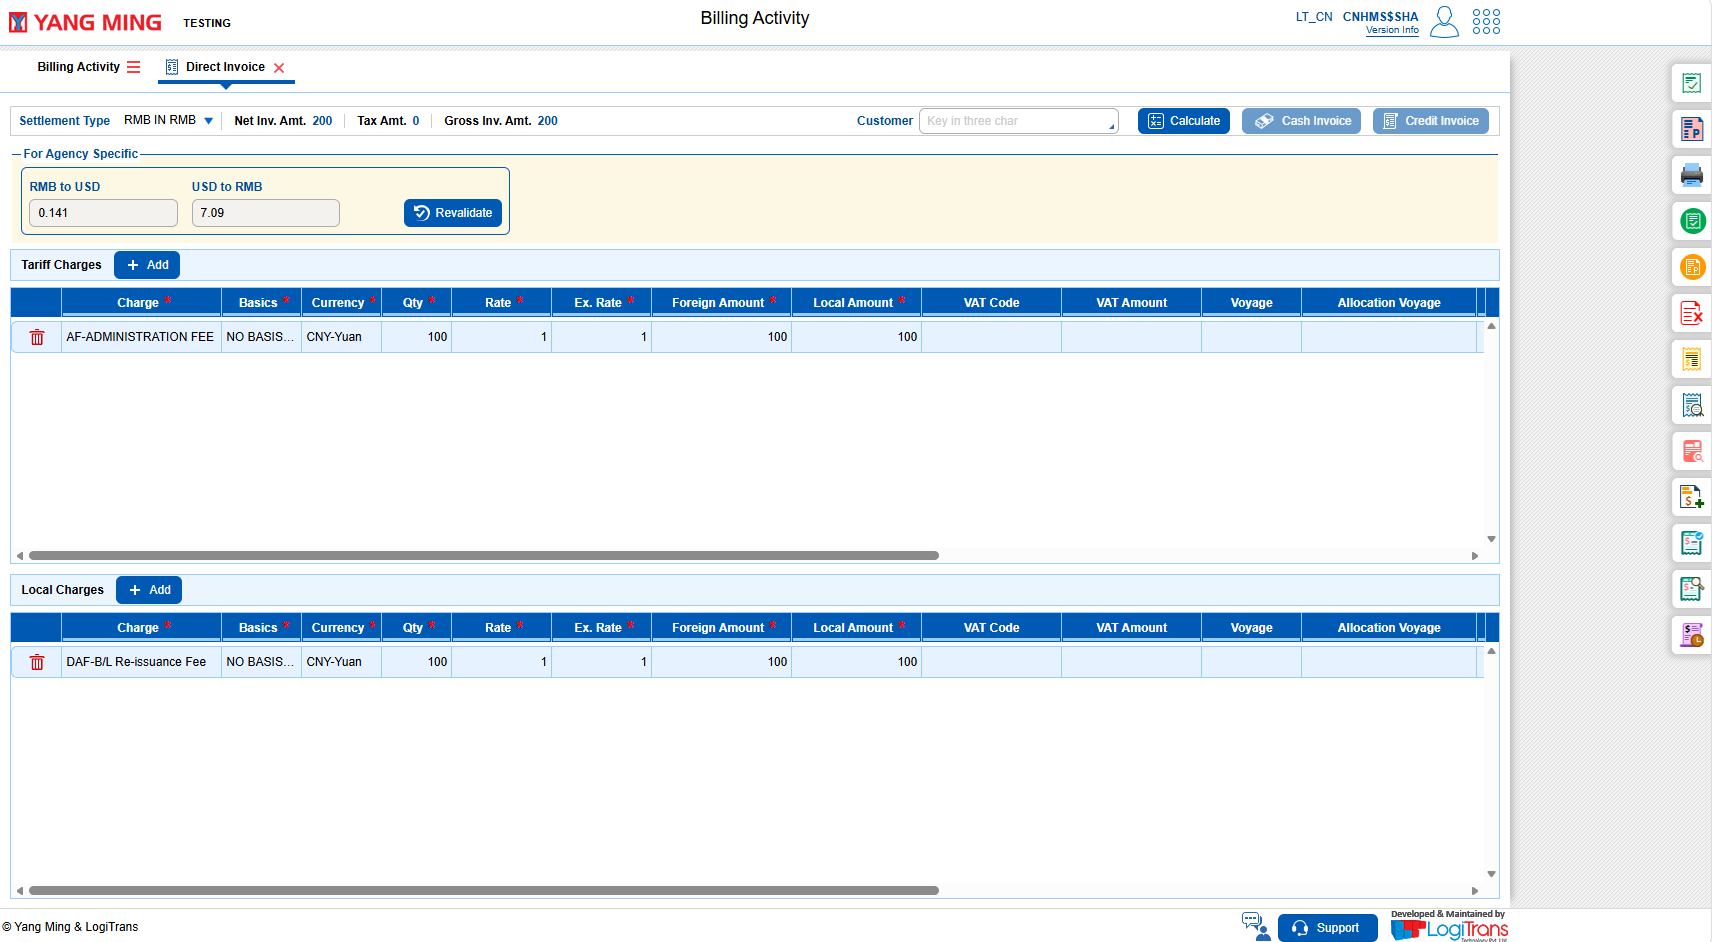 YANG MING TESTING
Billing Activity
LT_CN CNHMS$SHA
Version Info
Billing Activity Direct Invoice
Settlement Type RMB IN RMB Net Inv. Amt. 200 Tax Amt. 0 Gross Inv. Amt. 200 Customer Key in three char Calculate Cash Invoice Credit Invoice
For Agency Specific
RMB to USD USD to RMB
0.141 7.09 Revalidate
Tariff Charges + Add
Charge * Basics * Currency * Qty * Rate * Ex. Rate * Foreign Amount * Local Amount * VAT Code VAT Amount Voyage Allocation Voyage
AF-ADMINISTRATION FEE NO BASIS... CNY-Yuan 100 1 1 100 100
Local Charges + Add
Charge * Basics * Currency * Qty * Rate * Ex. Rate * Foreign Amount * Local Amount * VAT Code VAT Amount Voyage Allocation Voyage
DAF-B/L Re-issuance Fee NO BASIS... CNY-Yuan 100 1 1 100 100
© Yang Ming & LogiTrans
Support
Developed & Maintained by
LogiTrans
Technology Pvt. Ltd.